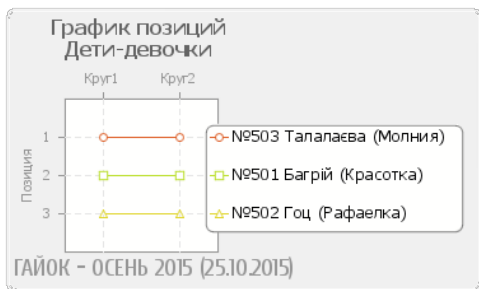 График позиций
Дети-девочки
Круг1 Круг2
Позиция
1
2
3
№503 Талалаєва (Молния)
№501 Багрій (Красотка)
№502 Гоц (Рафаелка)
ГАЙОК - ОСЕНЬ 2015 (25.10.2015)